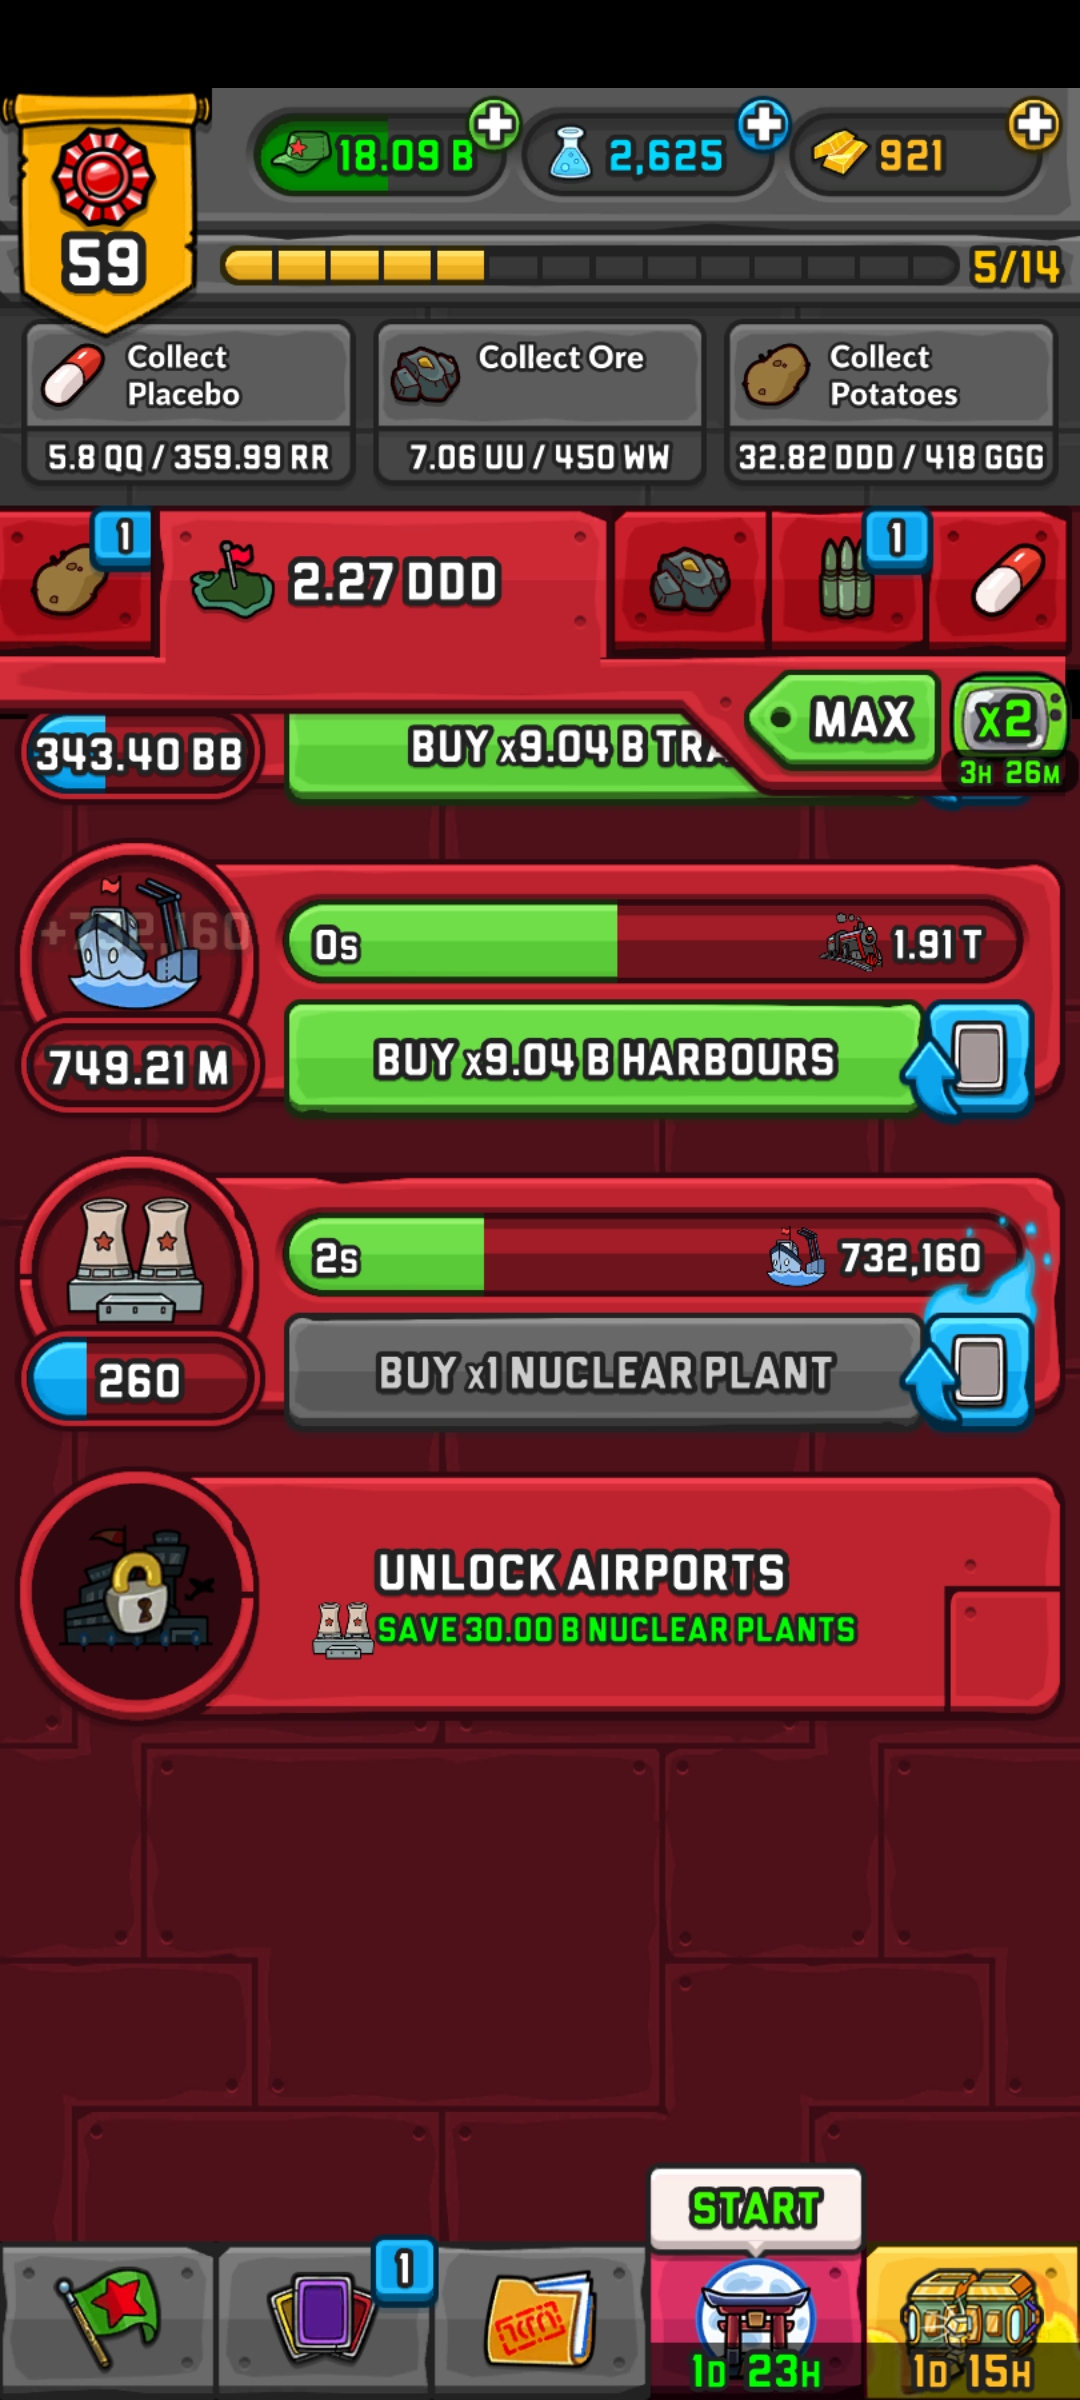 18.09 B
2,625
921
59
5/14
Collect
Placebo
5.8 QQ / 359.99 RR
Collect Ore
7.06 UU / 450 WW
Collect
Potatoes
32.82 DDD / 418 GGG
1
2.27 DDD
1
MAX
x2
3H 26M
343.40 BB
BUY x9.04 B TRA
+732,160
0s
1.91 T
749.21 M
BUY x9.04 B HARBOURS
2s
732,160
260
BUY x1 NUCLEAR PLANT
UNLOCK AIRPORTS
SAVE 30.00 B NUCLEAR PLANTS
START
1
1D 23H
1D 15H